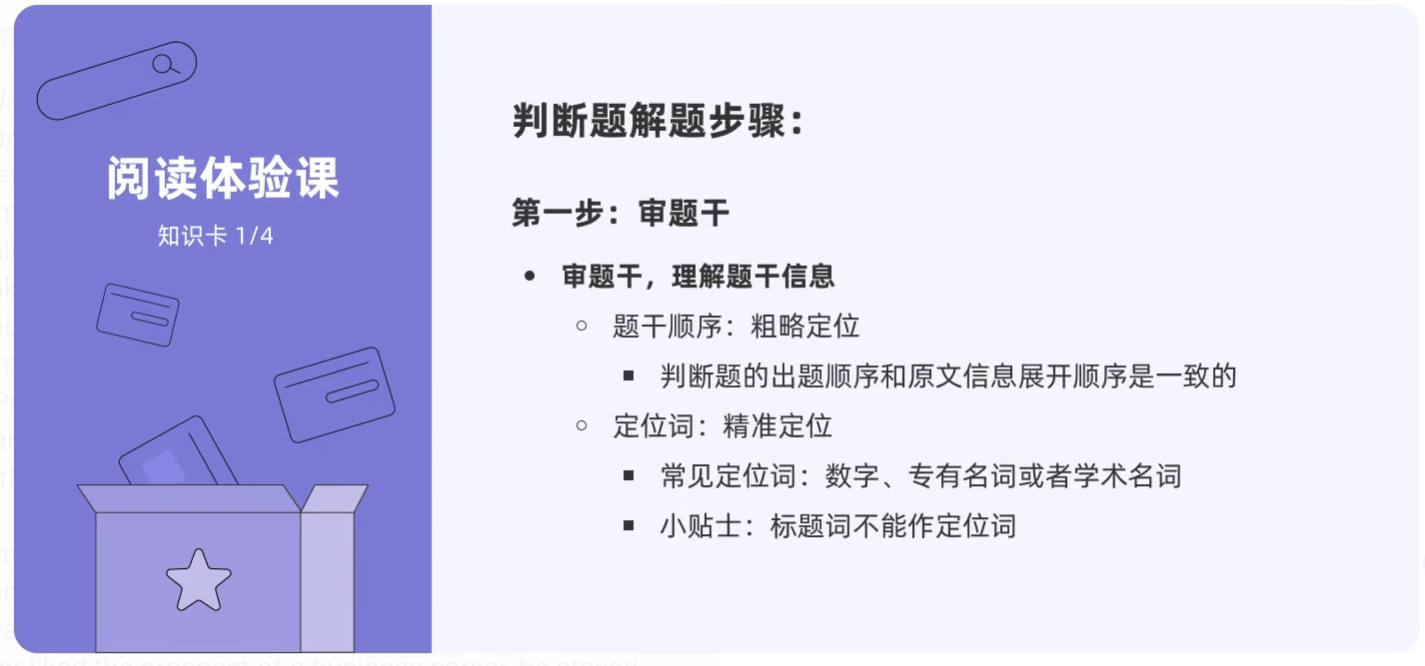 阅读体验课
知识卡 1/4
判断题解题步骤：
第一步：审题干
审题干，理解题干信息
题干顺序：粗略定位
判断题的出题顺序和原文信息展开顺序是一致的
定位词：精准定位
常见定位词：数字、专有名词或者学术名词
小贴士：标题词不能作定位词